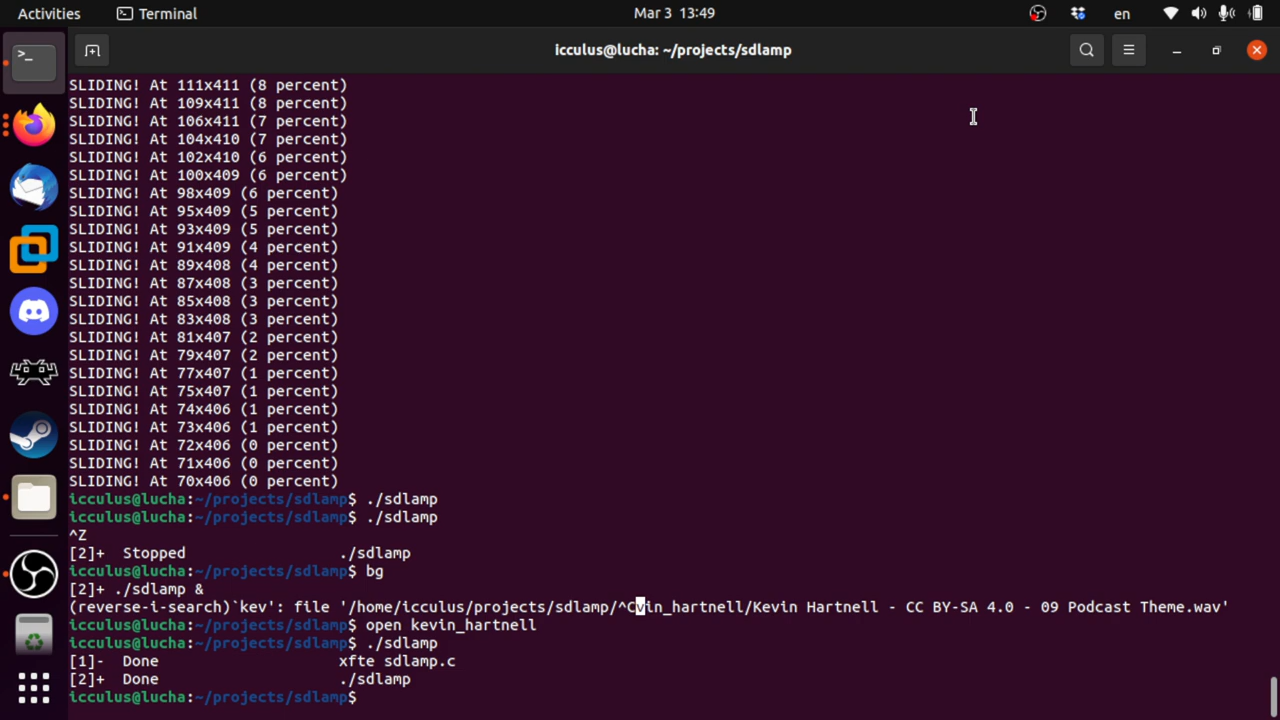 Activities Terminal Mar 3 13:49 en
icculus@lucha: ~/projects/sdlamp
SLIDING! At 111x411 (8 percent)
SLIDING! At 109x411 (8 percent)
SLIDING! At 106x411 (7 percent)
SLIDING! At 104x410 (7 percent)
SLIDING! At 102x410 (6 percent)
SLIDING! At 100x409 (6 percent)
SLIDING! At 98x409 (6 percent)
SLIDING! At 95x409 (5 percent)
SLIDING! At 93x409 (5 percent)
SLIDING! At 91x409 (4 percent)
SLIDING! At 89x408 (4 percent)
SLIDING! At 87x408 (3 percent)
SLIDING! At 85x408 (3 percent)
SLIDING! At 83x408 (3 percent)
SLIDING! At 81x407 (2 percent)
SLIDING! At 79x407 (2 percent)
SLIDING! At 77x407 (1 percent)
SLIDING! At 75x407 (1 percent)
SLIDING! At 74x406 (1 percent)
SLIDING! At 73x406 (1 percent)
SLIDING! At 72x406 (0 percent)
SLIDING! At 71x406 (0 percent)
SLIDING! At 70x406 (0 percent)
icculus@lucha:~/projects/sdlamp$ ./sdlamp
icculus@lucha:~/projects/sdlamp$ ./sdlamp
^Z
[2]+  Stopped                 ./sdlamp
icculus@lucha:~/projects/sdlamp$ bg
[2]+ ./sdlamp &
(reverse-i-search)`kev': file '/home/icculus/projects/sdlamp/^Cvin_hartnell/Kevin Hartnell - CC BY-SA 4.0 - 09 Podcast Theme.wav'
icculus@lucha:~/projects/sdlamp$ open kevin_hartnell
icculus@lucha:~/projects/sdlamp$ ./sdlamp
[1]-  Done                    xfte sdlamp.c
[2]+  Done                    ./sdlamp
icculus@lucha:~/projects/sdlamp$